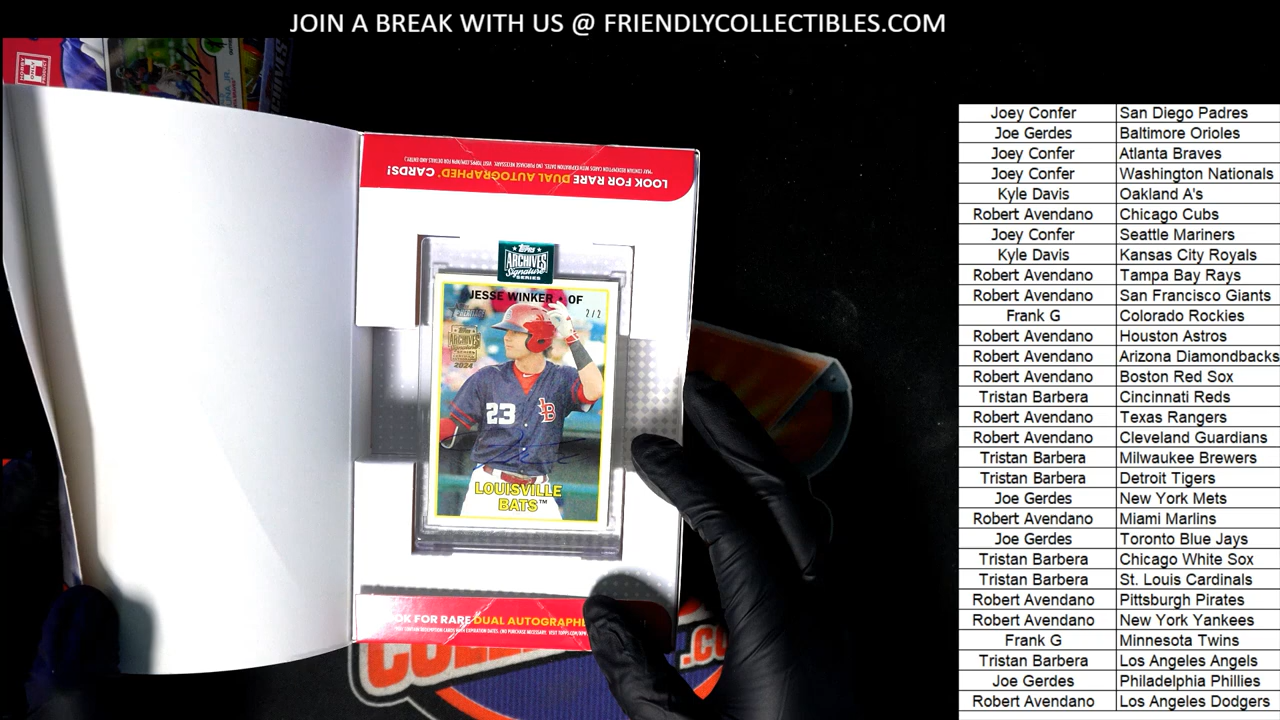 JOIN A BREAK WITH US @ FRIENDLYCOLLECTIBLES.COM
LOOK FOR RARE DUAL AUTOGRAPHED* CARDS!
TOPPS
ARCHIVES
Signature
SERIES
JESSE WINKER • OF
2/2
ARCHIVES
2024
23
LOUISVILLE
BATS™
OK FOR RARE DUAL AUTOGRAPHE
Joey Confer San Diego Padres
Joe Gerdes Baltimore Orioles
Joey Confer Atlanta Braves
Joey Confer Washington Nationals
Kyle Davis Oakland A's
Robert Avendano Chicago Cubs
Joey Confer Seattle Mariners
Kyle Davis Kansas City Royals
Robert Avendano Tampa Bay Rays
Robert Avendano San Francisco Giants
Frank G Colorado Rockies
Robert Avendano Houston Astros
Robert Avendano Arizona Diamondbacks
Robert Avendano Boston Red Sox
Tristan Barbera Cincinnati Reds
Robert Avendano Texas Rangers
Robert Avendano Cleveland Guardians
Tristan Barbera Milwaukee Brewers
Tristan Barbera Detroit Tigers
Joe Gerdes New York Mets
Robert Avendano Miami Marlins
Joe Gerdes Toronto Blue Jays
Tristan Barbera Chicago White Sox
Tristan Barbera St. Louis Cardinals
Robert Avendano Pittsburgh Pirates
Robert Avendano New York Yankees
Frank G Minnesota Twins
Tristan Barbera Los Angeles Angels
Joe Gerdes Philadelphia Phillies
Robert Avendano Los Angeles Dodgers